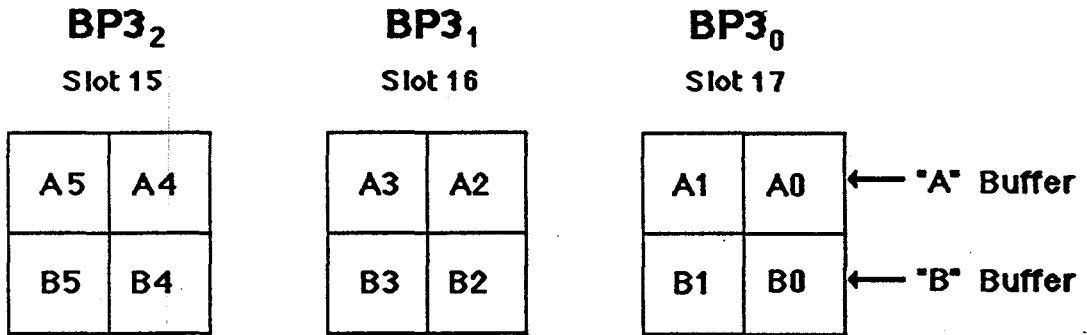 BP3₂ BP3₁ BP3₀
Slot 15 Slot 16 Slot 17
A5 A4 A3 A2 A1 A0 "A" Buffer
B5 B4 B3 B2 B1 B0 "B" Buffer